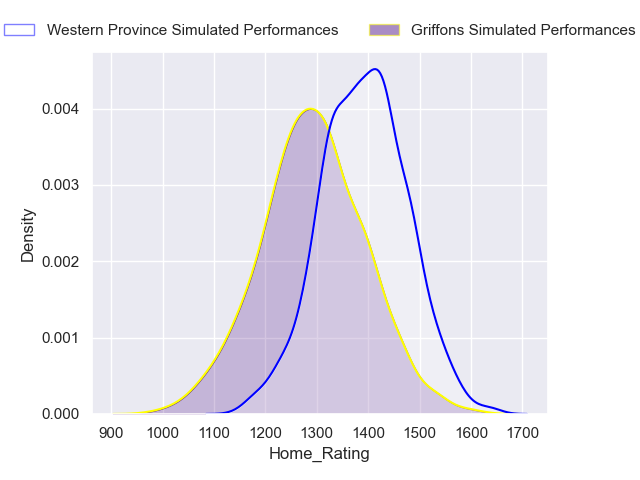 Western Province Simulated Performances
Griffons Simulated Performances
0.004
0.003
0.002
0.001
0.000
Density
900 1000 1100 1200 1300 1400 1500 1600 1700
Home_Rating